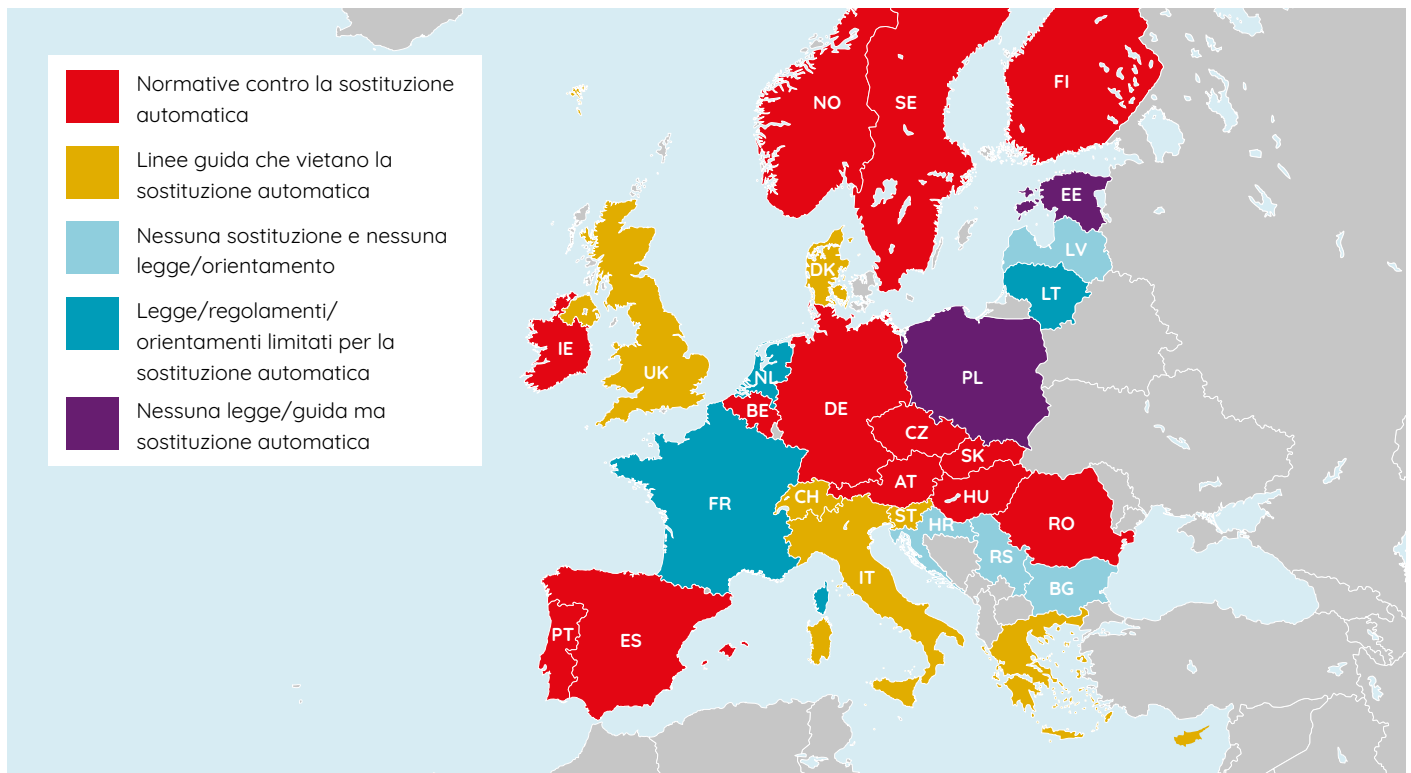 Normative contro la sostituzione
automatica
Linee guida che vietano la
sostituzione automatica
Nessuna sostituzione e nessuna
legge/orientamento
Legge/regolamenti/
orientamenti limitati per la
sostituzione automatica
Nessuna legge/guida ma
sostituzione automatica
NO
SE
FI
EE
LV
LT
DK
IE
UK
NL
BE
DE
PL
CZ
SK
AT
HU
FR
CH
ST
HR
RO
RS
BG
IT
PT
ES